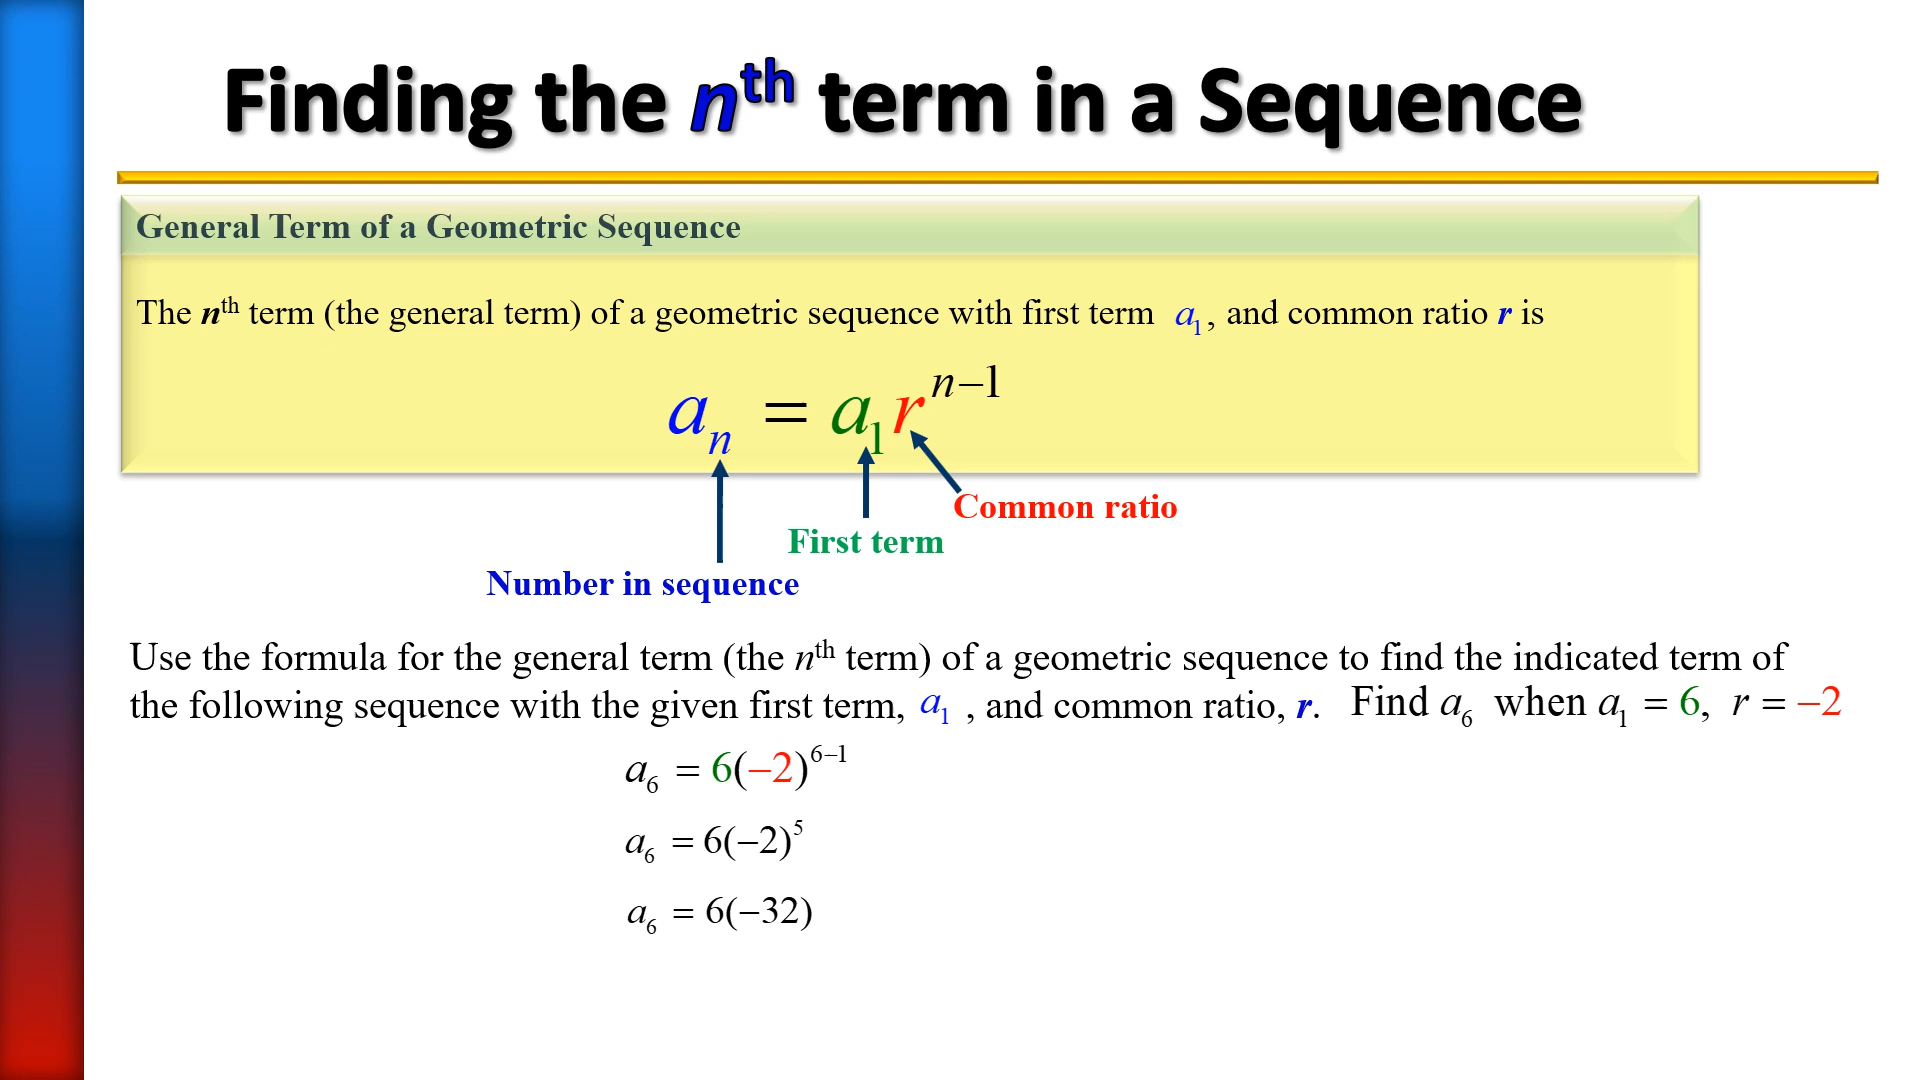 Finding the nth term in a Sequence
General Term of a Geometric Sequence
The nth term (the general term) of a geometric sequence with first term a₁, and common ratio r is
aₙ = a₁rⁿ⁻¹
Common ratio
First term
Number in sequence
Use the formula for the general term (the nth term) of a geometric sequence to find the indicated term of
the following sequence with the given first term, a₁ , and common ratio, r. Find a₆ when a₁ = 6, r = −2
a₆ = 6(−2)⁶⁻¹
a₆ = 6(−2)⁵
a₆ = 6(−32)